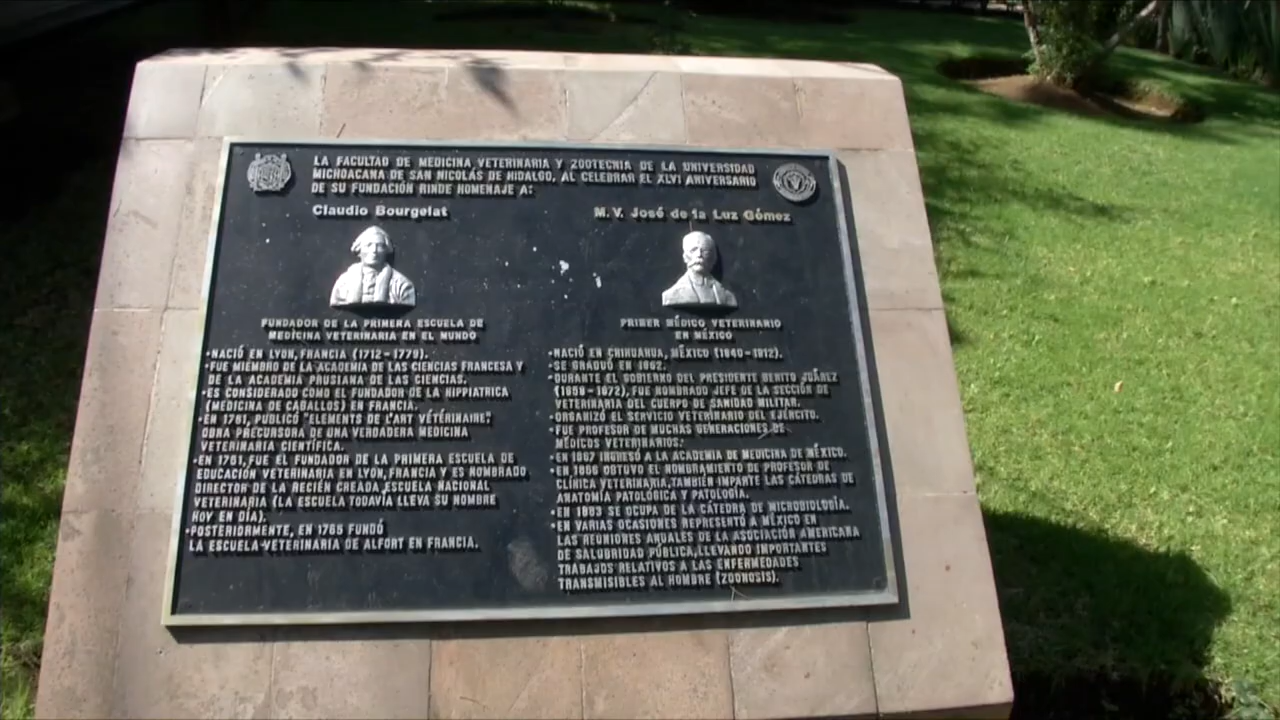 LA FACULTAD DE MEDICINA VETERINARIA Y ZOOTECNIA DE LA UNIVERSIDAD
MICHOACANA DE SAN NICOLÁS DE HIDALGO, AL CELEBRAR EL XLVI ANIVERSARIO
DE SU FUNDACIÓN RINDE HOMENAJE A:
Claudio Bourgelat
FUNDADOR DE LA PRIMERA ESCUELA DE
MEDICINA VETERINARIA EN EL MUNDO
•NACIÓ EN LYON, FRANCIA (1712-1779).
•FUE MIEMBRO DE LA ACADEMIA DE LAS CIENCIAS FRANCESA Y
DE LA ACADEMIA PRUSIANA DE LAS CIENCIAS.
•ES CONSIDERADO COMO EL FUNDADOR DE LA HIPPIATRICA
(MEDICINA DE CABALLOS) EN FRANCIA.
•EN 1761, PUBLICÓ "ELEMENTS DE L'ART VÉTÉRINAIRE",
OBRA PRECURSORA DE UNA VERDADERA MEDICINA
VETERINARIA CIENTÍFICA.
•EN 1761, FUE EL FUNDADOR DE LA PRIMERA ESCUELA DE
EDUCACIÓN VETERINARIA EN LYON, FRANCIA Y ES NOMBRADO
DIRECTOR DE LA RECIÉN CREADA ESCUELA NACIONAL
VETERINARIA (LA ESCUELA TODAVÍA LLEVA SU NOMBRE
HOY EN DÍA).
•POSTERIORMENTE, EN 1765 FUNDÓ
LA ESCUELA VETERINARIA DE ALFORT EN FRANCIA.
M.V. José de la Luz Gómez
PRIMER MÉDICO VETERINARIO
EN MÉXICO
•NACIÓ EN CHIHUAHUA, MÉXICO (1840-1912).
•SE GRADUÓ EN 1862.
•DURANTE EL GOBIERNO DEL PRESIDENTE BENITO JUÁREZ
(1858-1872), FUE NOMBRADO JEFE DE LA SECCIÓN DE
VETERINARIA DEL CUERPO DE SANIDAD MILITAR.
•ORGANIZÓ EL SERVICIO VETERINARIO DEL EJÉRCITO.
•FUE PROFESOR DE MUCHAS GENERACIONES DE
MÉDICOS VETERINARIOS.
•EN 1867 INGRESÓ A LA ACADEMIA DE MEDICINA DE MÉXICO.
•EN 1866 OBTUVO EL NOMBRAMIENTO DE PROFESOR DE
CLÍNICA VETERINARIA, TAMBIÉN IMPARTE LAS CÁTEDRAS DE
ANATOMÍA PATOLÓGICA Y PATOLOGÍA.
•EN 1883 SE OCUPA DE LA CÁTEDRA DE MICROBIOLOGÍA.
•EN VARIAS OCASIONES REPRESENTÓ A MÉXICO EN
LAS REUNIONES ANUALES DE LA ASOCIACIÓN AMERICANA
DE SALUBRIDAD PÚBLICA, LLEVANDO IMPORTANTES
TRABAJOS RELATIVOS A LAS ENFERMEDADES
TRANSMISIBLES AL HOMBRE (ZOONOSIS).